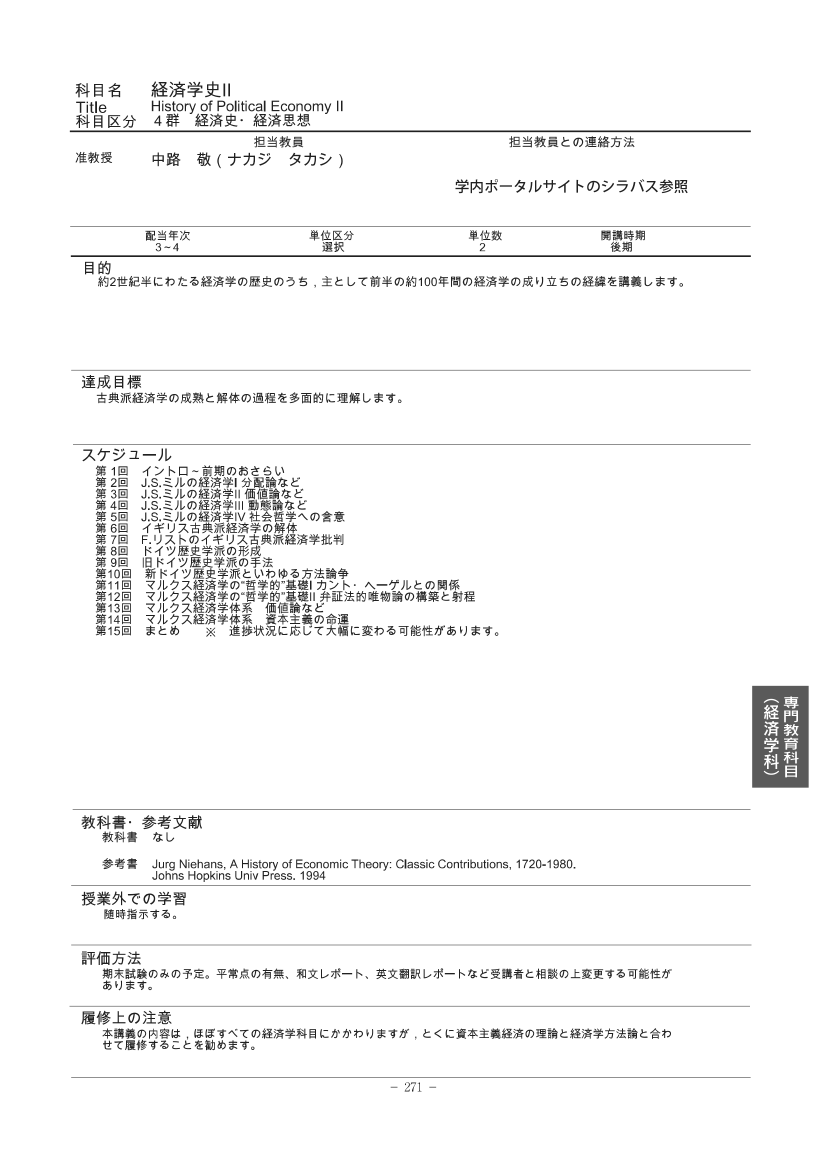 科目名　経済学史II
Title　History of Political Economy II
科目区分　４群　経済史・経済思想
担当教員　担当教員との連絡方法
准教授　中路　敬（ナカジ　タカシ）
学内ポータルサイトのシラバス参照
配当年次　単位区分　単位数　開講時期
3～4　選択　2　後期
目的
約2世紀半にわたる経済学の歴史のうち，主として前半の約100年間の経済学の成り立ちの経緯を講義します。
達成目標
古典派経済学の成熟と解体の過程を多面的に理解します。
スケジュール
第 1回　イントロ～前期のおさらい
第 2回　J.S.ミルの経済学I 分配論など
第 3回　J.S.ミルの経済学II 価値論など
第 4回　J.S.ミルの経済学III 動態論など
第 5回　J.S.ミルの経済学IV 社会哲学への含意
第 6回　イギリス古典派経済学の解体
第 7回　F.リストのイギリス古典派経済学批判
第 8回　ドイツ歴史学派の形成
第 9回　旧ドイツ歴史学派の手法
第10回　新ドイツ歴史学派といわゆる方法論争
第11回　マルクス経済学の“哲学的”基礎I カント・ヘーゲルとの関係
第12回　マルクス経済学の“哲学的”基礎II 弁証法的唯物論の構築と射程
第13回　マルクス経済学体系　価値論など
第14回　マルクス経済学体系　資本主義の命運
第15回　まとめ　　※　進捗状況に応じて大幅に変わる可能性があります。
専門教育科目
（経済学科）
教科書・参考文献
教科書　なし
参考書　Jurg Niehans, A History of Economic Theory: Classic Contributions, 1720-1980.
Johns Hopkins Univ Press. 1994
授業外での学習
随時指示する。
評価方法
期末試験のみの予定。平常点の有無、和文レポート、英文翻訳レポートなど受講者と相談の上変更する可能性が
あります。
履修上の注意
本講義の内容は，ほぼすべての経済学科目にかかわりますが，とくに資本主義経済の理論と経済学方法論と合わ
せて履修することを勧めます。
− 271 −